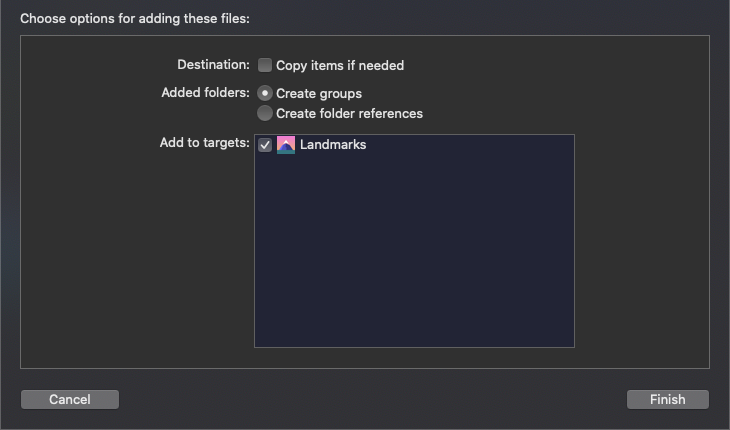 Choose options for adding these files:
Destination: Copy items if needed
Added folders: Create groups
Create folder references
Add to targets: Landmarks
Cancel Finish